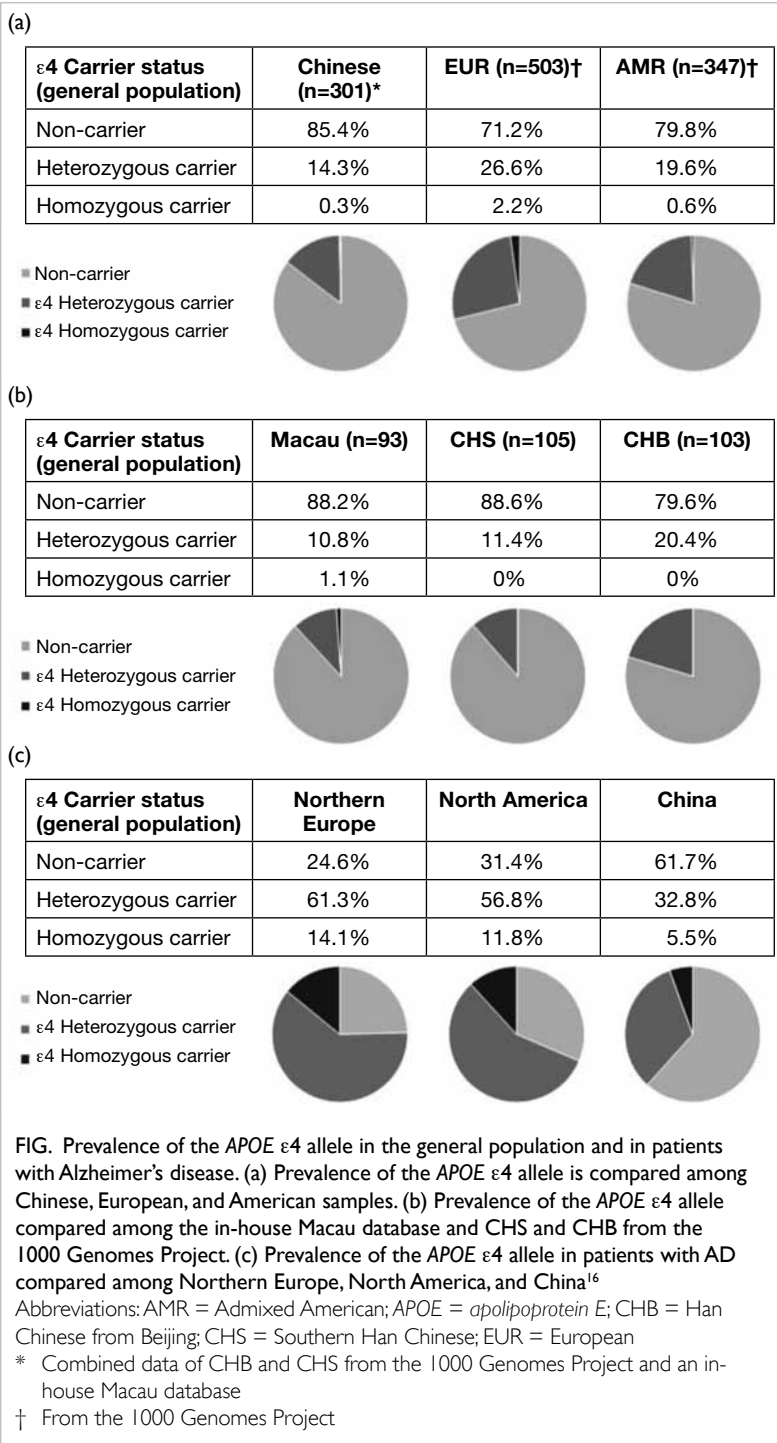 (a)
ε4 Carrier status (general population) Chinese (n=301)* EUR (n=503)† AMR (n=347)†
Non-carrier 85.4% 71.2% 79.8%
Heterozygous carrier 14.3% 26.6% 19.6%
Homozygous carrier 0.3% 2.2% 0.6%
Non-carrier
ε4 Heterozygous carrier
ε4 Homozygous carrier
(b)
ε4 Carrier status (general population) Macau (n=93) CHS (n=105) CHB (n=103)
Non-carrier 88.2% 88.6% 79.6%
Heterozygous carrier 10.8% 11.4% 20.4%
Homozygous carrier 1.1% 0% 0%
Non-carrier
ε4 Heterozygous carrier
ε4 Homozygous carrier
(c)
ε4 Carrier status (general population) Northern Europe North America China
Non-carrier 24.6% 31.4% 61.7%
Heterozygous carrier 61.3% 56.8% 32.8%
Homozygous carrier 14.1% 11.8% 5.5%
Non-carrier
ε4 Heterozygous carrier
ε4 Homozygous carrier
FIG. Prevalence of the APOE ε4 allele in the general population and in patients
with Alzheimer's disease. (a) Prevalence of the APOE ε4 allele is compared among
Chinese, European, and American samples. (b) Prevalence of the APOE ε4 allele
compared among the in-house Macau database and CHS and CHB from the
1000 Genomes Project. (c) Prevalence of the APOE ε4 allele in patients with AD
compared among Northern Europe, North America, and China¹⁶
Abbreviations: AMR = Admixed American; APOE = apolipoprotein E; CHB = Han
Chinese from Beijing; CHS = Southern Han Chinese; EUR = European
* Combined data of CHB and CHS from the 1000 Genomes Project and an in-
house Macau database
† From the 1000 Genomes Project